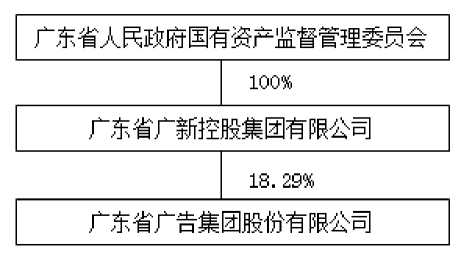 广东省人民政府国有资产监督管理委员会
100%
广东省广新控股集团有限公司
18.29%
广东省广告集团股份有限公司